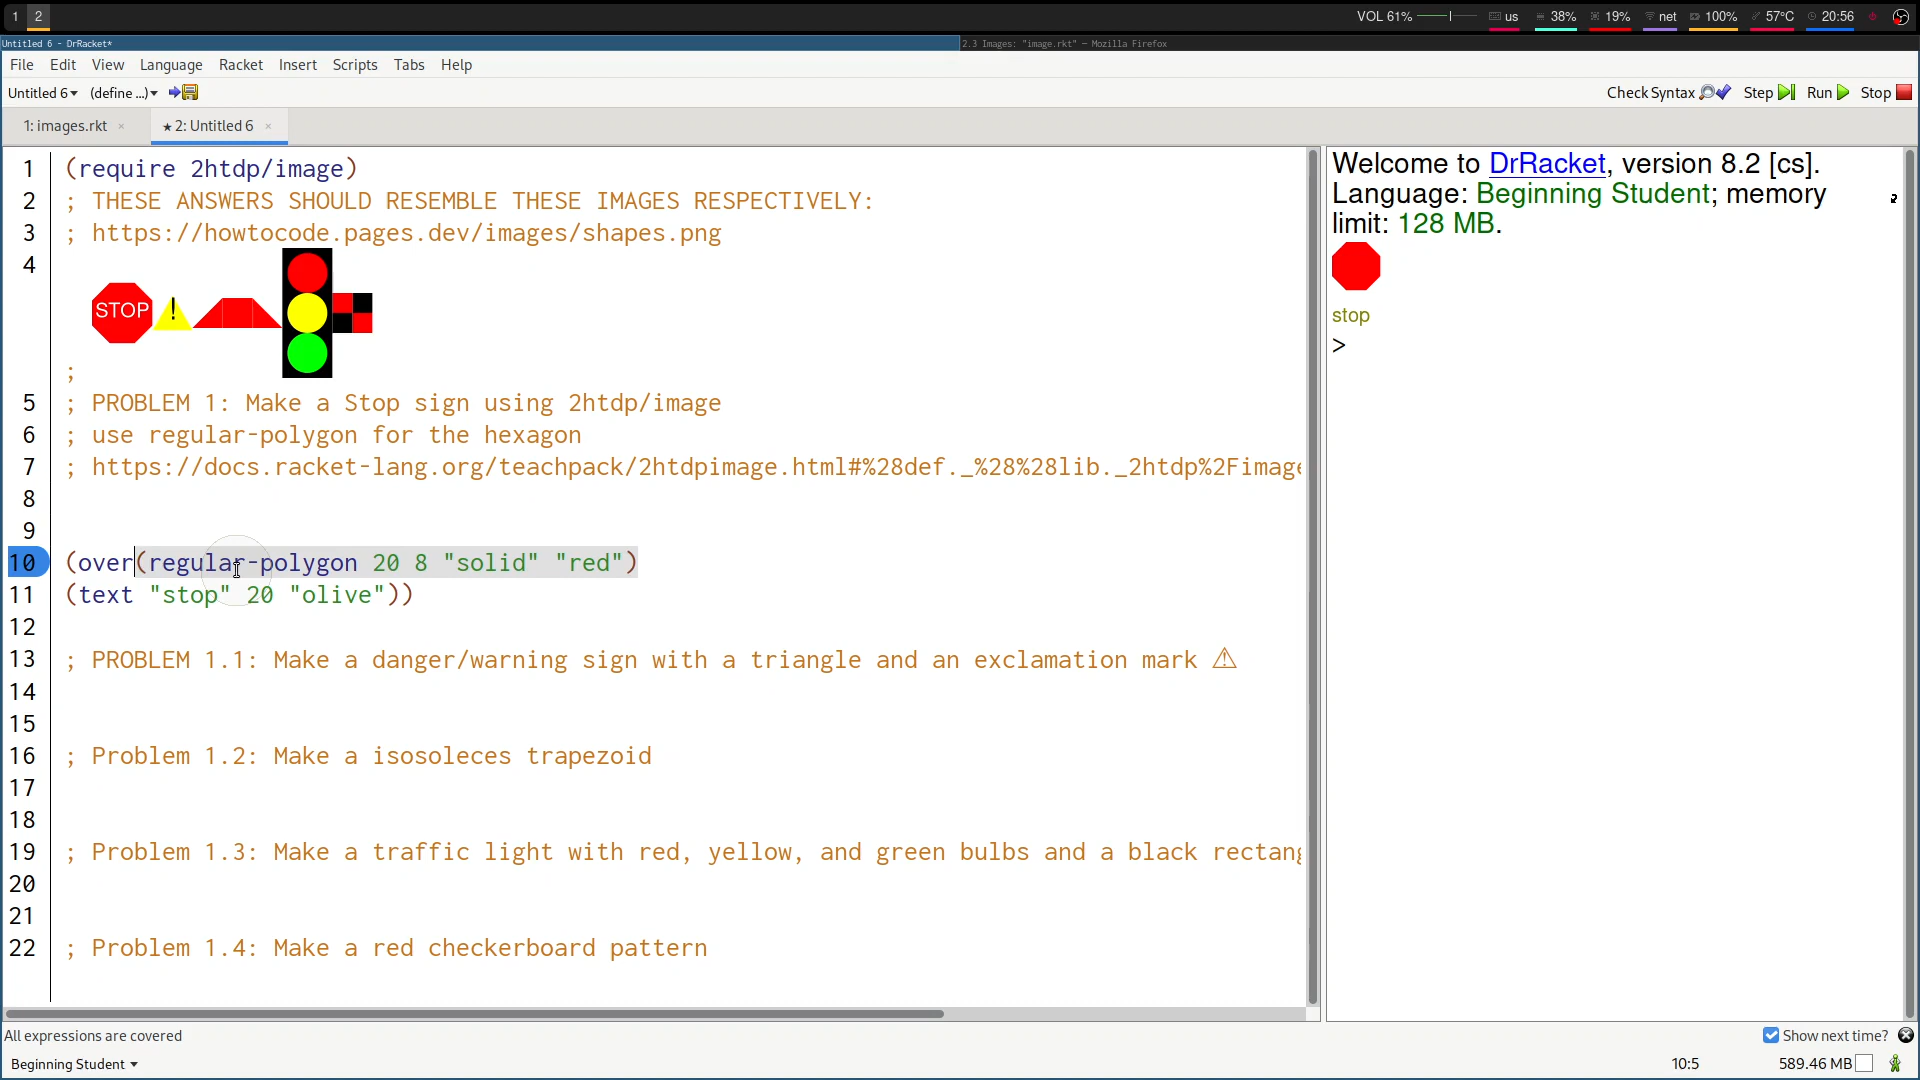 1 2 VOL 61% us 38% 19% net 100% 57°C 20:56
Untitled 6 - DrRacket* 2.3 Images: "image.rkt" — Mozilla Firefox
File Edit View Language Racket Insert Scripts Tabs Help
Untitled 6 (define ...) Check Syntax Step Run Stop
1: images.rkt × ★ 2: Untitled 6 ×
1 (require 2htdp/image)
2 ; THESE ANSWERS SHOULD RESEMBLE THESE IMAGES RESPECTIVELY:
3 ; https://howtocode.pages.dev/images/shapes.png
4
STOP !
;
5 ; PROBLEM 1: Make a Stop sign using 2htdp/image
6 ; use regular-polygon for the hexagon
7 ; https://docs.racket-lang.org/teachpack/2htdpimage.html#%28def._%28%28lib._2htdp%2Fimage
8
9
10 (over(regular-polygon 20 8 "solid" "red")
11 (text "stop" 20 "olive"))
12
13 ; PROBLEM 1.1: Make a danger/warning sign with a triangle and an exclamation mark ⚠
14
15
16 ; Problem 1.2: Make a isosoleces trapezoid
17
18
19 ; Problem 1.3: Make a traffic light with red, yellow, and green bulbs and a black rectang
20
21
22 ; Problem 1.4: Make a red checkerboard pattern
Welcome to DrRacket, version 8.2 [cs].
Language: Beginning Student; memory
limit: 128 MB.
stop
>
All expressions are covered Show next time?
Beginning Student 10:5 589.46 MB